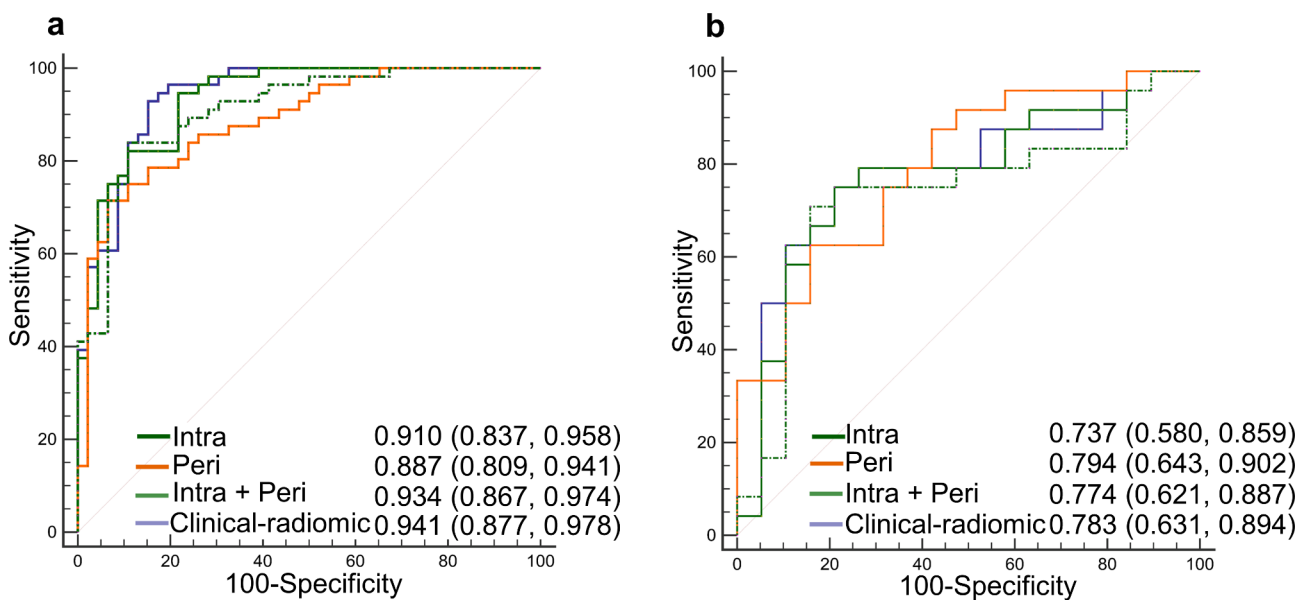 a
Sensitivity
100
80
60
40
20
0
0 20 40 60 80 100
100-Specificity
Intra 0.910 (0.837, 0.958)
Peri 0.887 (0.809, 0.941)
Intra + Peri 0.934 (0.867, 0.974)
Clinical-radiomic 0.941 (0.877, 0.978)
b
Sensitivity
100
80
60
40
20
0
0 20 40 60 80 100
100-Specificity
Intra 0.737 (0.580, 0.859)
Peri 0.794 (0.643, 0.902)
Intra + Peri 0.774 (0.621, 0.887)
Clinical-radiomic 0.783 (0.631, 0.894)